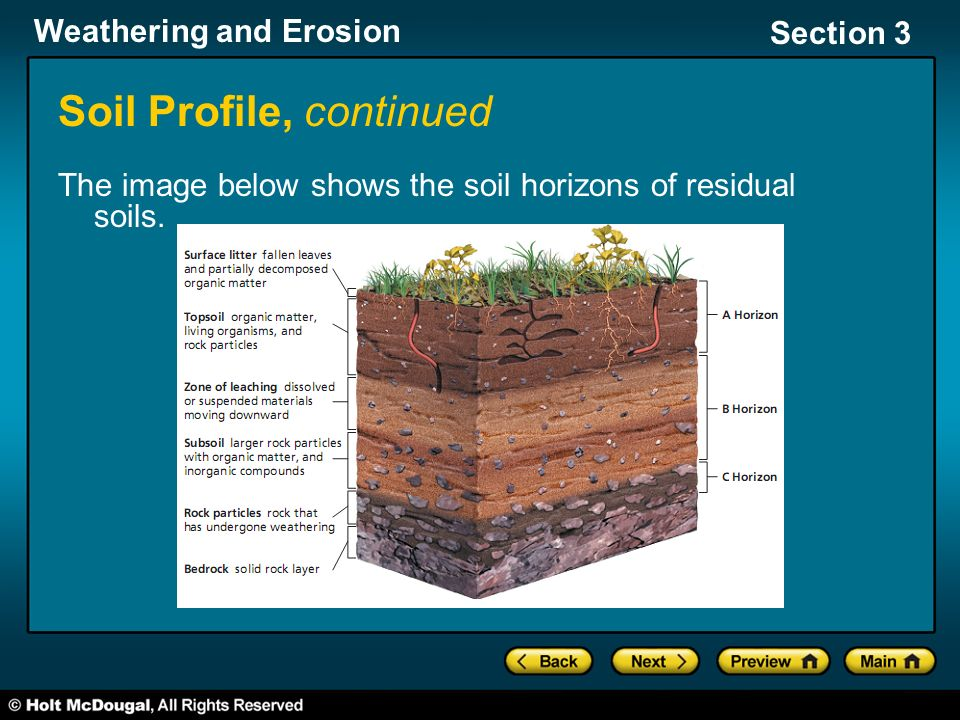 Weathering and Erosion
Section 3
Soil Profile, continued
The image below shows the soil horizons of residual
soils.
Surface litter fallen leaves
and partially decomposed
organic matter
Topsoil organic matter,
living organisms, and
rock particles
Zone of leaching dissolved
or suspended materials
moving downward
Subsoil larger rock particles
with organic matter, and
inorganic compounds
Rock particles rock that
has undergone weathering
Bedrock solid rock layer
A Horizon
B Horizon
C Horizon
< Back
Next >
Preview
Main
© Holt McDougal, All Rights Reserved